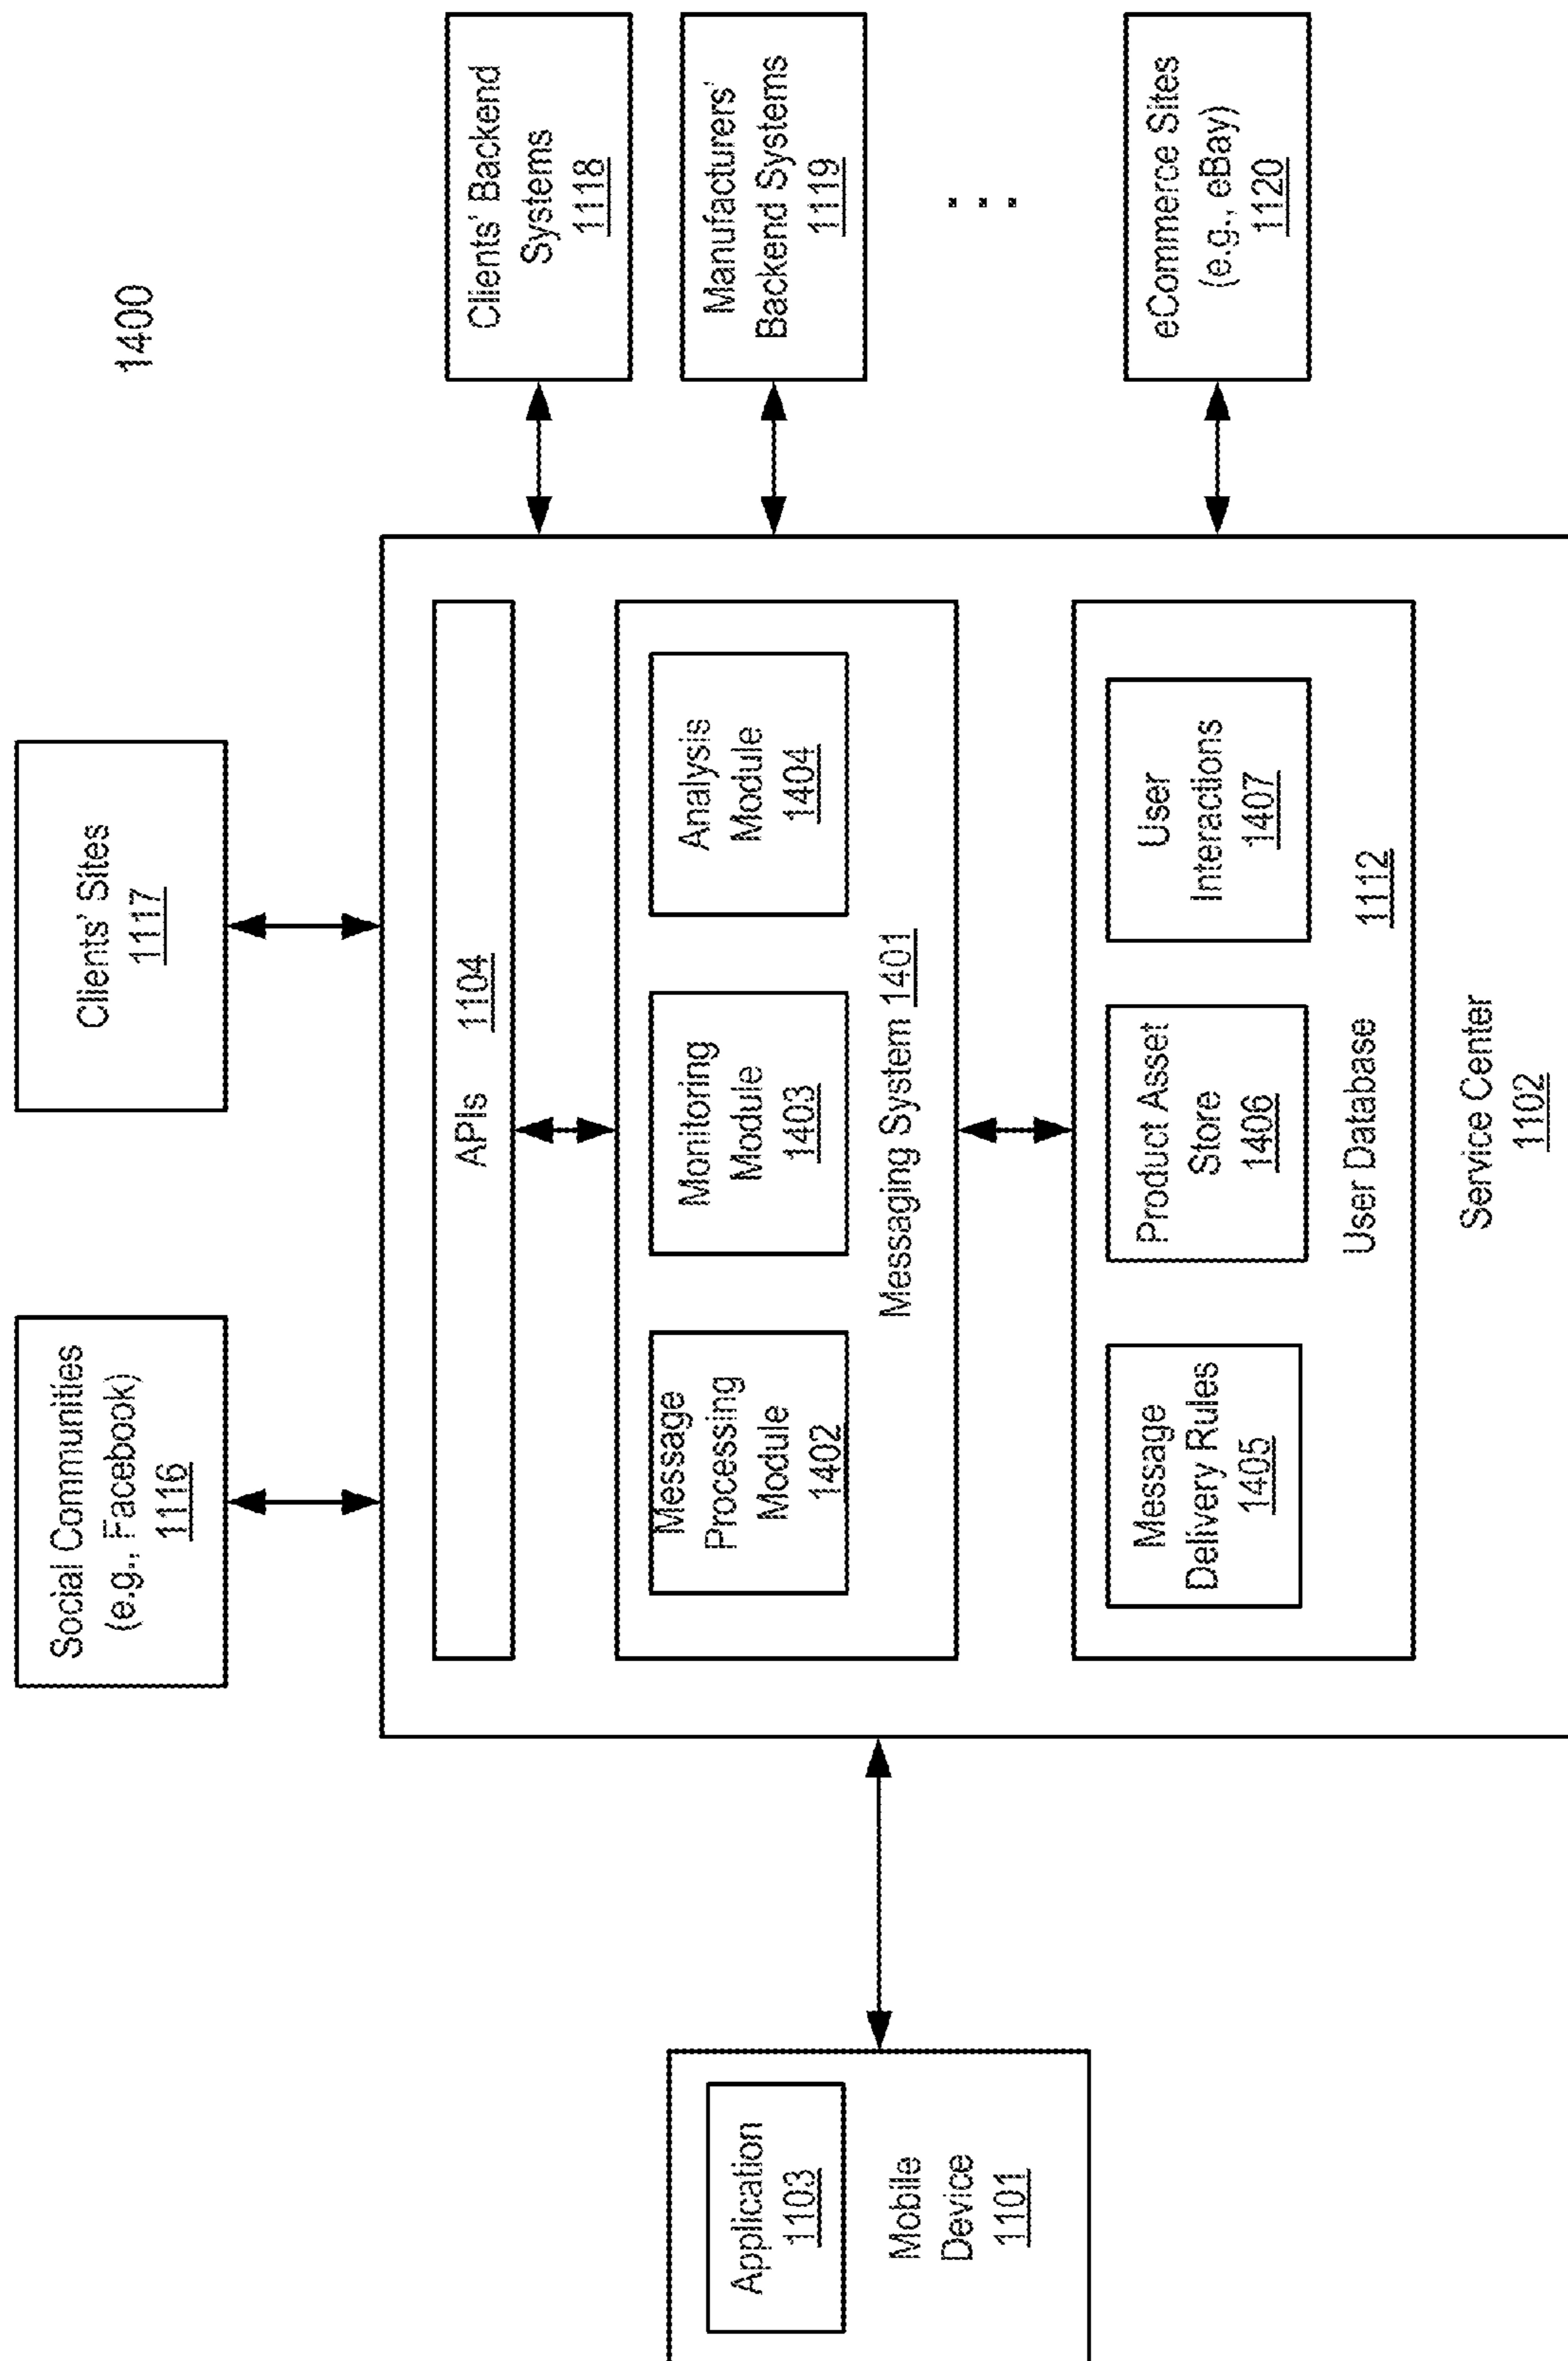 1400
Social Communities
(e.g., Facebook)
1116
Clients' Sites
1117
Clients' Backend
Systems
1118
Manufacturers'
Backend Systems
1119
eCommerce Sites
(e.g., eBay)
1120
Application
1103
Mobile
Device
1101
APIs 1104
Message
Processing
Module
1402
Monitoring
Module
1403
Analysis
Module
1404
Messaging System 1401
Message
Delivery Rules
1405
Product Asset
Store
1406
User
Interactions
1407
User Database 1112
Service Center
1102